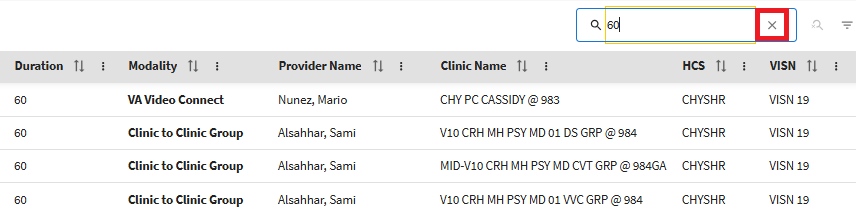 60
Duration Modality Provider Name Clinic Name HCS VISN
60 VA Video Connect Nunez, Mario CHY PC CASSIDY @ 983 CHYSHR VISN 19
60 Clinic to Clinic Group Alsahhar, Sami V10 CRH MH PSY MD 01 DS GRP @ 984 CHYSHR VISN 19
60 Clinic to Clinic Group Alsahhar, Sami MID-V10 CRH MH PSY MD CVT GRP @ 984GA CHYSHR VISN 19
60 Clinic to Clinic Group Alsahhar, Sami V10 CRH MH PSY MD 01 VVC GRP @ 984 CHYSHR VISN 19